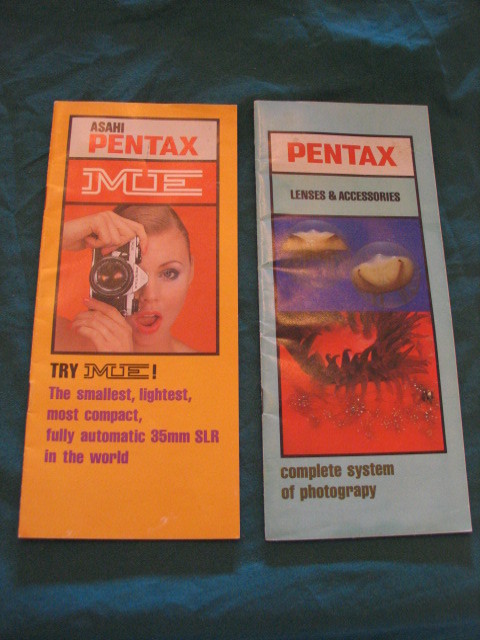 ASAHI
PENTAX
ME
TRY ME!
The smallest, lightest,
most compact,
fully automatic 35mm SLR
in the world
PENTAX
LENSES & ACCESSORIES
complete system
of photograpy